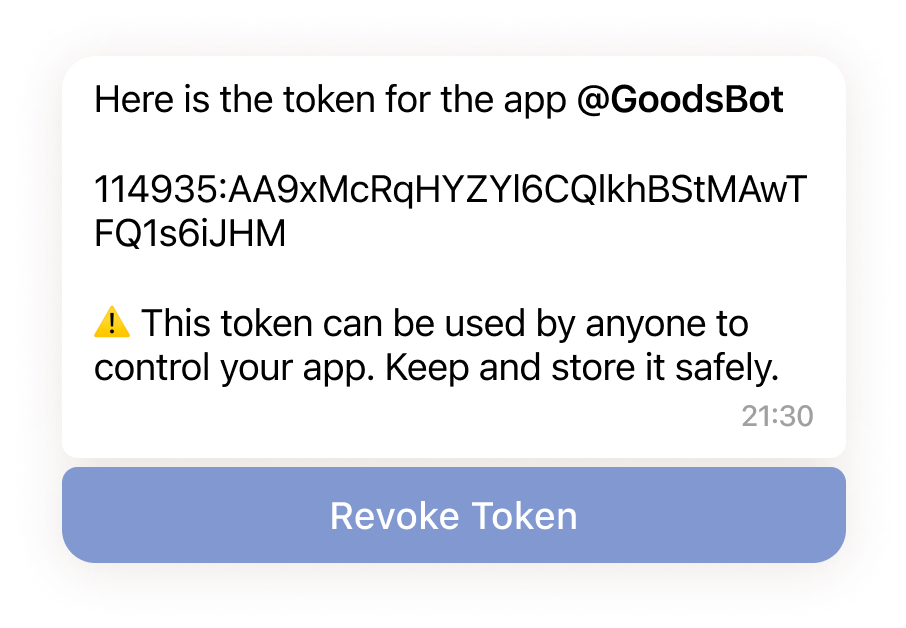 Here is the token for the app @GoodsBot
114935:AA9xMcRqHYZYl6CQlkhBStMAwT
FQ1s6iJHM
⚠️ This token can be used by anyone to
control your app. Keep and store it safely.
21:30
Revoke Token